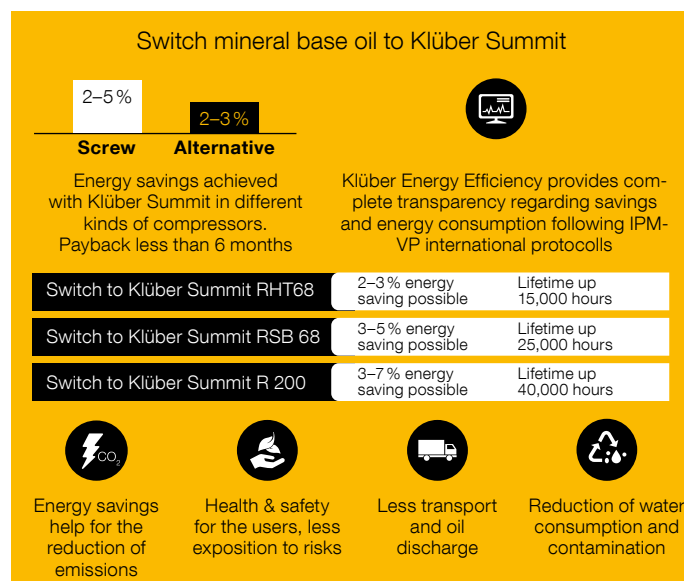 Switch mineral base oil to Klüber Summit
2–5 %
2–3 %
Screw
Alternative
Energy savings achieved
with Klüber Summit in different
kinds of compressors.
Payback less than 6 months
Klüber Energy Efficiency provides com-
plete transparency regarding savings
and energy consumption following IPM-
VP international protocolls
Switch to Klüber Summit RHT68
2–3 % energy
saving possible
Lifetime up
15,000 hours
Switch to Klüber Summit RSB 68
3–5 % energy
saving possible
Lifetime up
25,000 hours
Switch to Klüber Summit R 200
3–7 % energy
saving possible
Lifetime up
40,000 hours
CO₂
Energy savings
help for the
reduction of
emissions
Health & safety
for the users, less
exposition to risks
Less transport
and oil
discharge
Reduction of water
consumption and
contamination